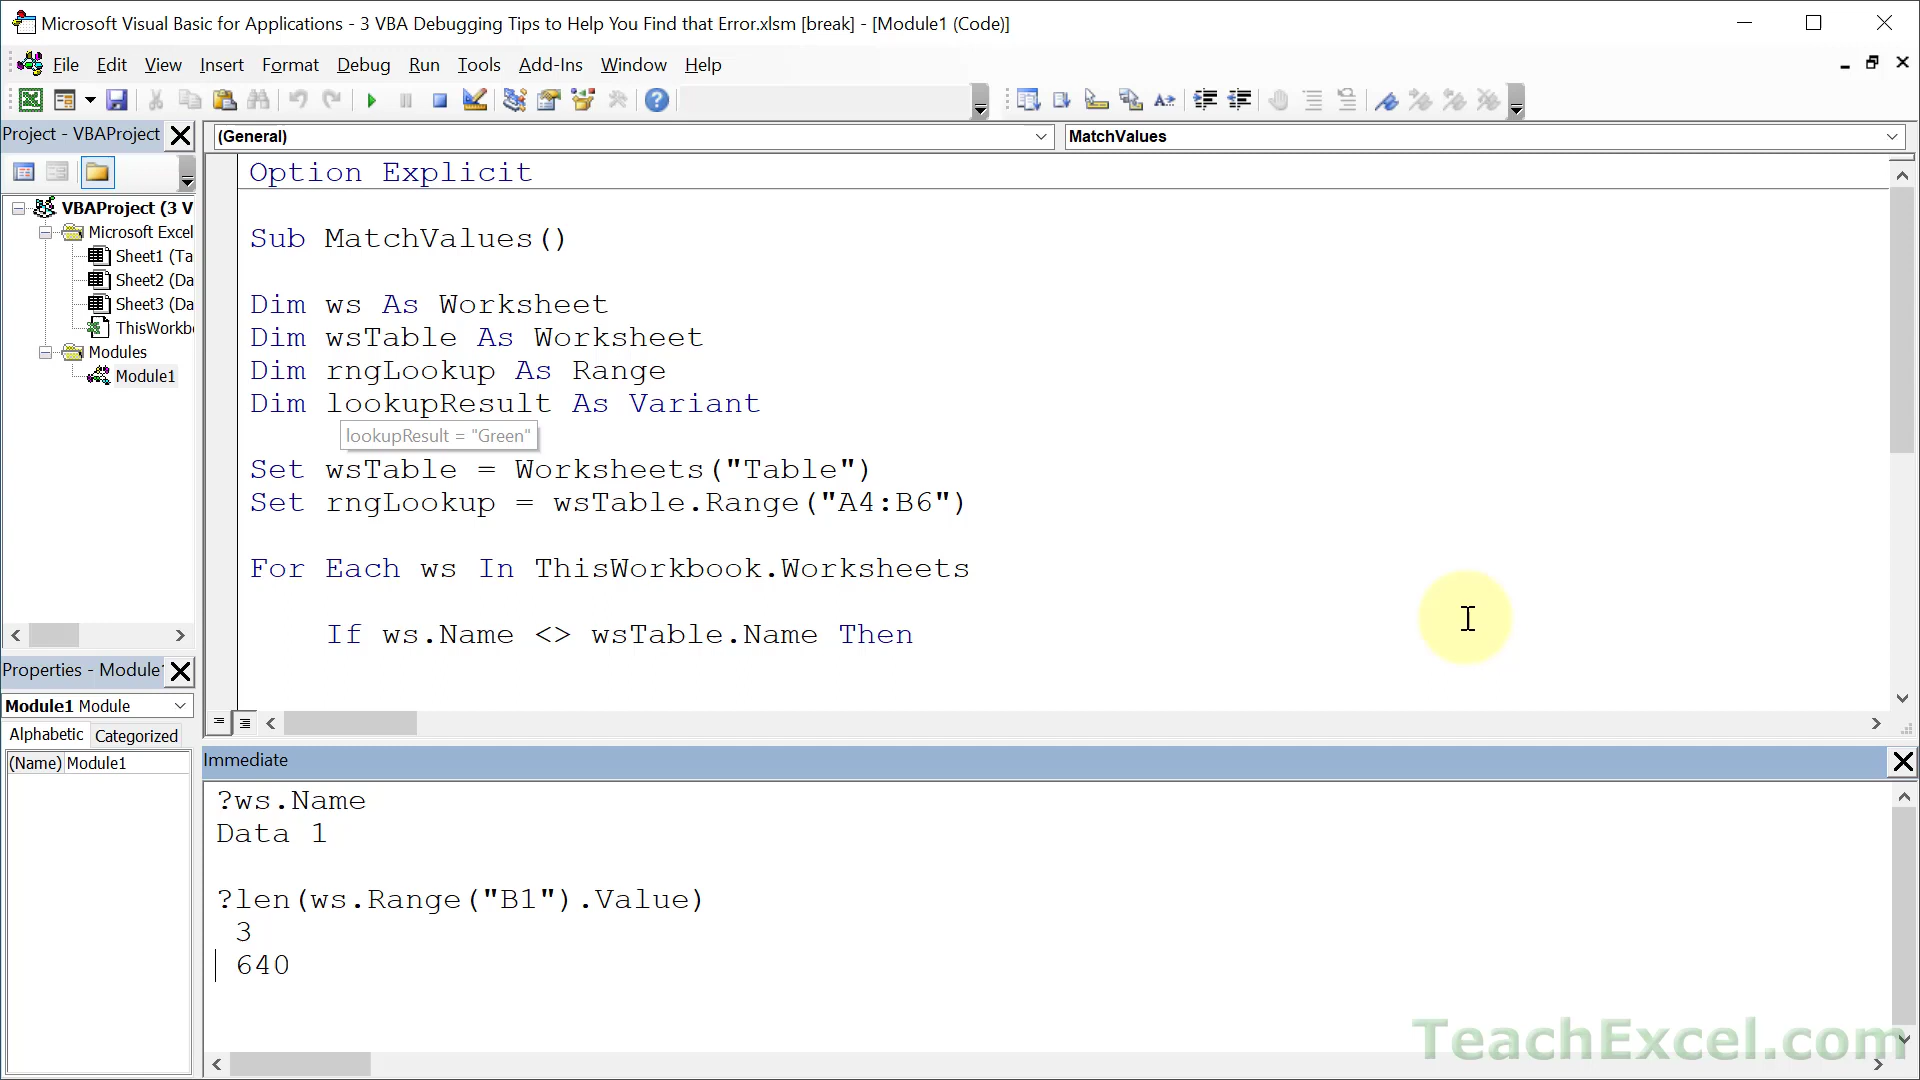 Microsoft Visual Basic for Applications - 3 VBA Debugging Tips to Help You Find that Error.xlsm [break] - [Module1 (Code)]
File Edit View Insert Format Debug Run Tools Add-Ins Window Help
Project - VBAProject
(General)
MatchValues
VBAProject (3 V
Microsoft Excel
Sheet1 (Ta
Sheet2 (Da
Sheet3 (Da
ThisWorkb
Modules
Module1
Properties - Module1
Module1 Module
Alphabetic Categorized
(Name) Module1
Option Explicit
Sub MatchValues()
Dim ws As Worksheet
Dim wsTable As Worksheet
Dim rngLookup As Range
Dim lookupResult As Variant
lookupResult = "Green"
Set wsTable = Worksheets("Table")
Set rngLookup = wsTable.Range("A4:B6")
For Each ws In ThisWorkbook.Worksheets
If ws.Name <> wsTable.Name Then
Immediate
?ws.Name
Data 1
?len(ws.Range("B1").Value)
3
640
TeachExcel.com